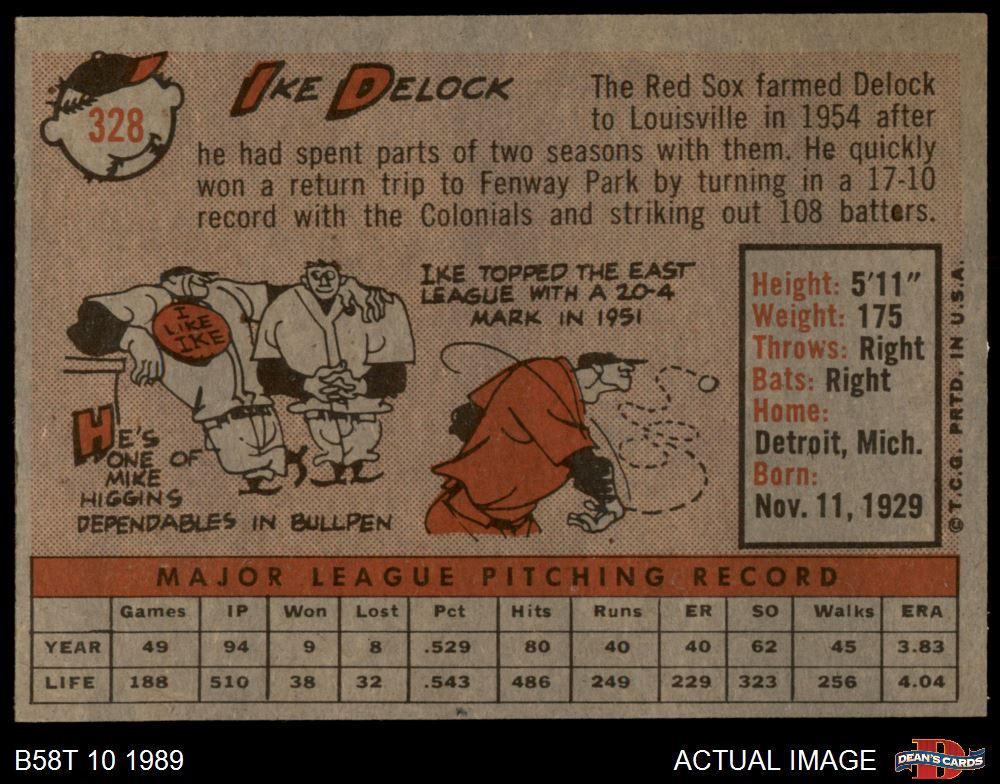 328
IKE DELOCK
The Red Sox farmed Delock
to Louisville in 1954 after
he had spent parts of two seasons with them. He quickly
won a return trip to Fenway Park by turning in a 17-10
record with the Colonials and striking out 108 batters.
I
LIKE
IKE
HE'S
ONE OF
MIKE
HIGGINS
DEPENDABLES IN BULLPEN
IKE TOPPED THE EAST
LEAGUE WITH A 20-4
MARK IN 1951
Height: 5'11"
Weight: 175
Throws: Right
Bats: Right
Home:
Detroit, Mich.
Born:
Nov. 11, 1929
©T.C.G. PRTD. IN U.S.A.
MAJOR LEAGUE PITCHING RECORD
Games IP Won Lost Pct Hits Runs ER SO Walks ERA
YEAR 49 94 9 8 .529 80 40 40 62 45 3.83
LIFE 188 510 38 32 .543 486 249 229 323 256 4.04
B58T 10 1989
ACTUAL IMAGE
D
DEAN'S CARDS